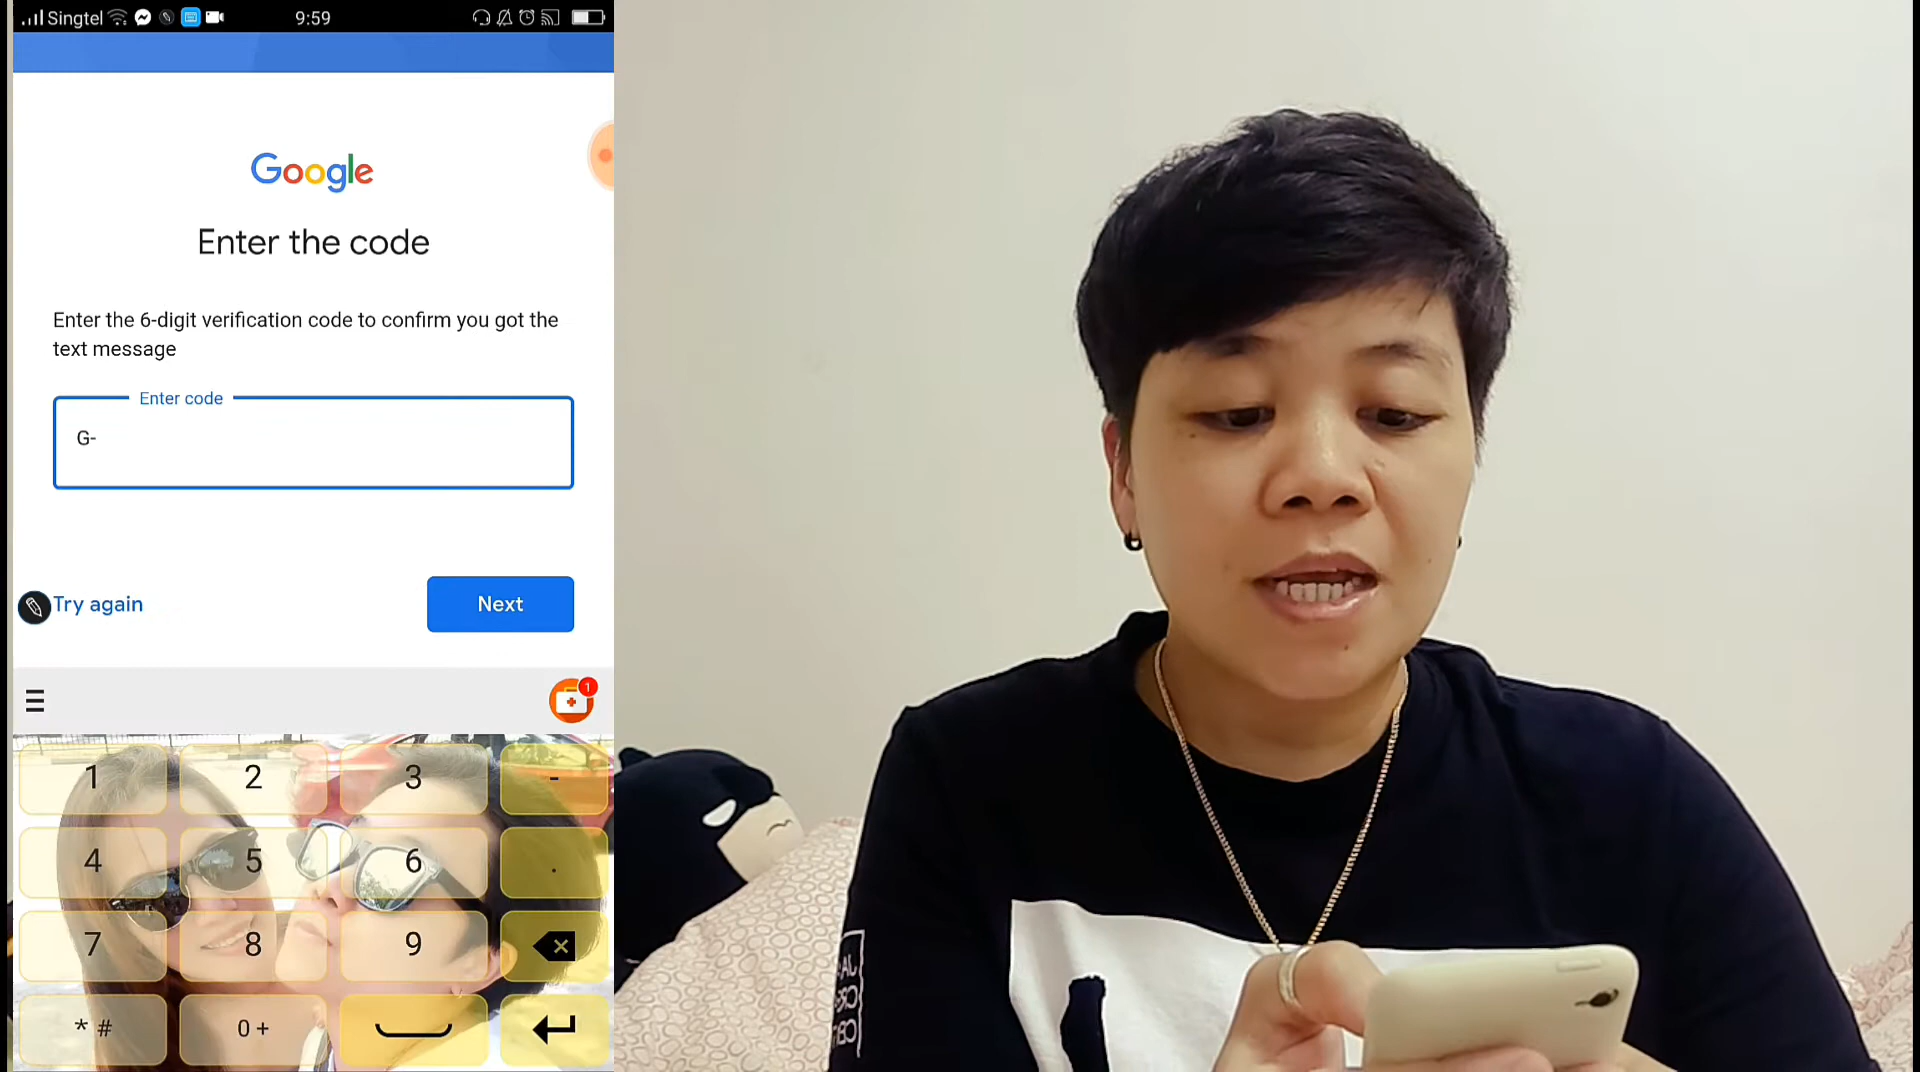 Singtel 9:59
Google
Enter the code
Enter the 6-digit verification code to confirm you got the
text message
Enter code
G-
Try again
Next
1
1 2 3 -
4 5 6 .
7 8 9
* # 0 +